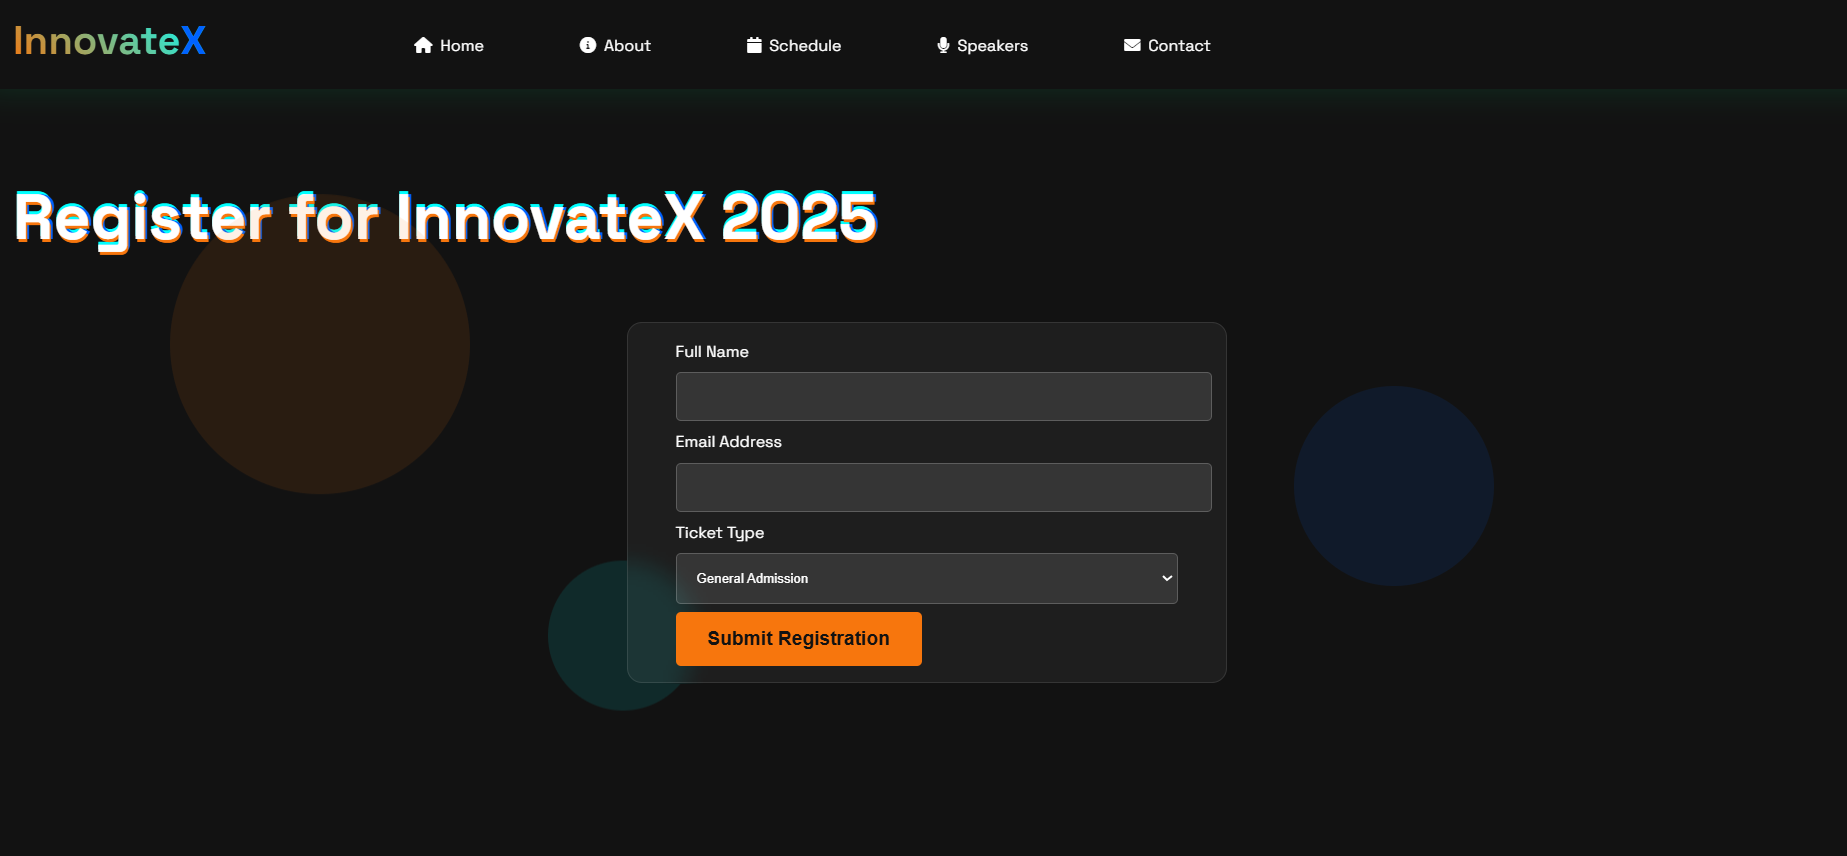 InnovateX
Home About Schedule Speakers Contact
Register for InnovateX 2025
Full Name
Email Address
Ticket Type
General Admission
Submit Registration